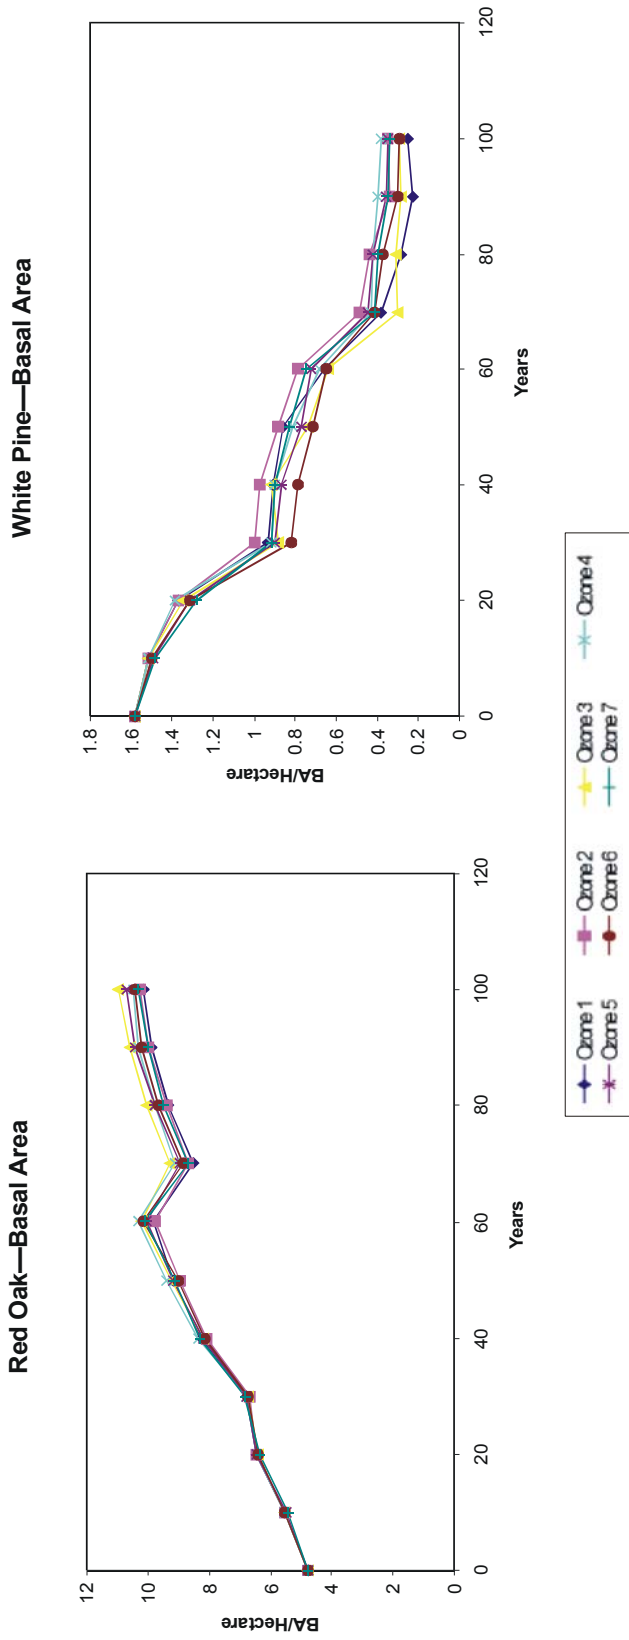 Red Oak—Basal Area
12
10
8
6
4
2
0
BA/Hectare
0
20
40
60
80
100
120
Years
White Pine—Basal Area
1.8
1.6
1.4
1.2
1
0.8
0.6
0.4
0.2
0
BA/Hectare
0
20
40
60
80
100
120
Years
Ozone 1
Ozone 2
Ozone 3
Ozone 4
Ozone 5
Ozone 6
Ozone 7